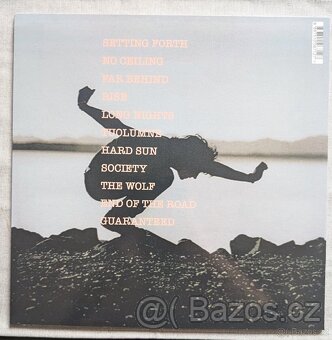 SETTING FORTH
NO CEILING
FAR BEHIND
RISE
LONG NIGHTS
TUOLUMNE
HARD SUN
SOCIETY
THE WOLF
END OF THE ROAD
GUARANTEED
Bazos.cz